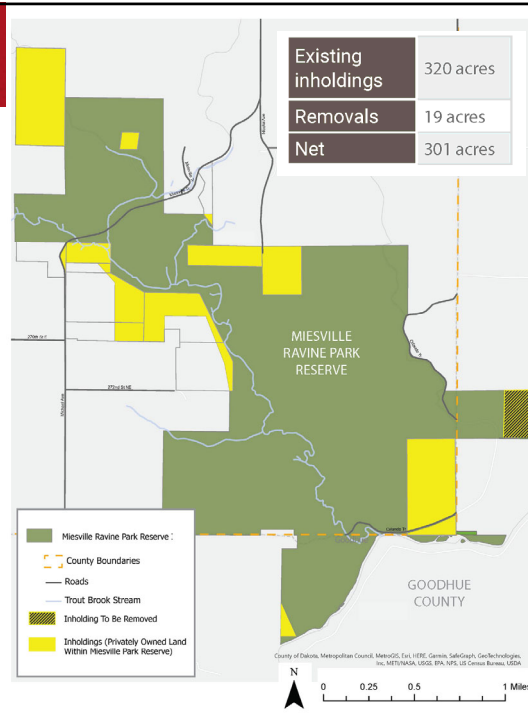 Existing
inholdings
320 acres
Removals
19 acres
Net
301 acres
MIESVILLE
RAVINE PARK
RESERVE
272nd St NE
Miesville Ravine Park Reserve :
County Boundaries
Roads
Trout Brook Stream
Inholding To Be Removed
Inholdings (Privately Owned Land
Within Miesville Park Reserve)
GOODHUE
COUNTY
County of Dakota, Metropolitan Council, MetroGIS, Esri, HERE, Garmin, SafeGraph, GeoTechnologies,
Inc, METI/NASA, USGS, EPA, NPS, US Census Bureau, USDA
N
0 0.25 0.5 1 Miles